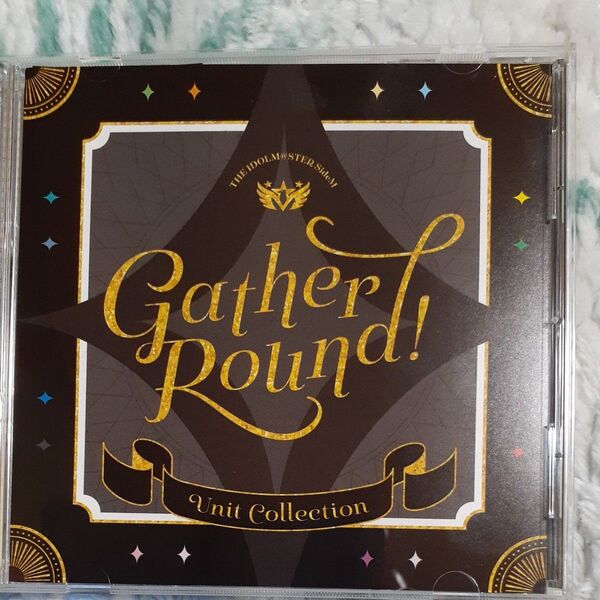 THE IDOLM@STER SideM
Gather
Round!
Unit Collection